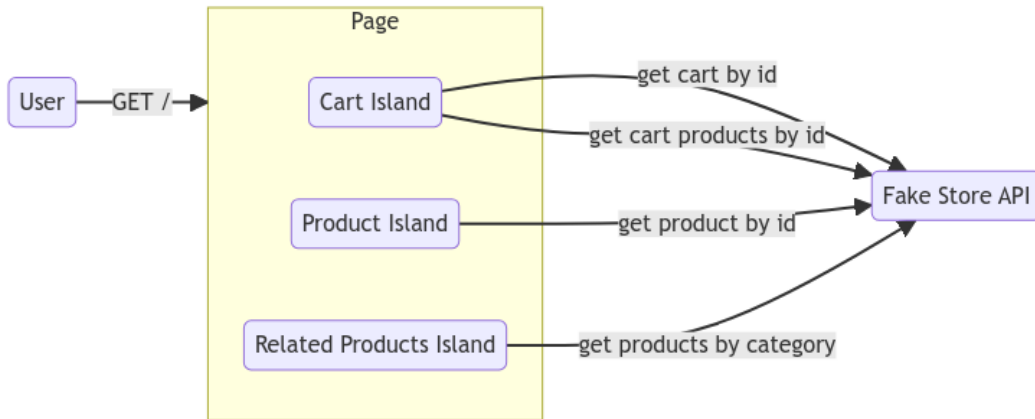 Page
User
GET /
Cart Island
get cart by id
get cart products by id
Fake Store API
Product Island
get product by id
Related Products Island
get products by category